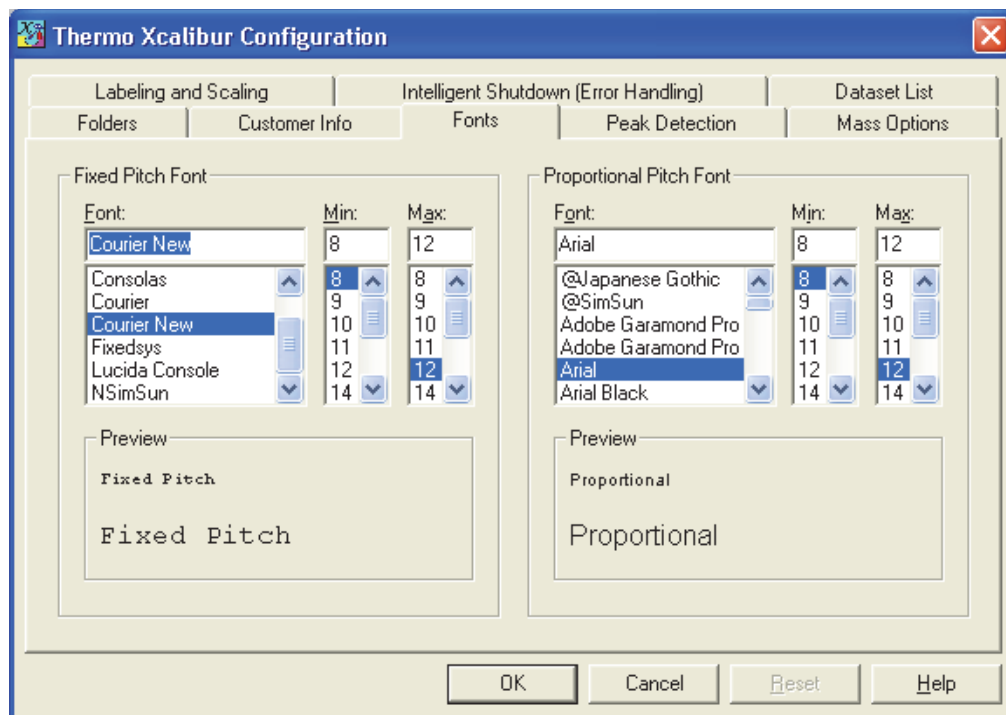 Thermo Xcalibur Configuration
Labeling and Scaling Intelligent Shutdown (Error Handling) Dataset List
Folders Customer Info Fonts Peak Detection Mass Options
Fixed Pitch Font
Font: Min: Max:
Courier New 8 12
Consolas 8 8
Courier 9 9
Courier New 10 10
Fixedsys 11 11
Lucida Console 12 12
NSimSun 14 14
Preview
Fixed Pitch
Fixed Pitch
Proportional Pitch Font
Font: Min: Max:
Arial 8 12
@Japanese Gothic 8 8
@SimSun 9 9
Adobe Garamond Pro 10 10
Adobe Garamond Pro 11 11
Arial 12 12
Arial Black 14 14
Preview
Proportional
Proportional
OK Cancel Reset Help